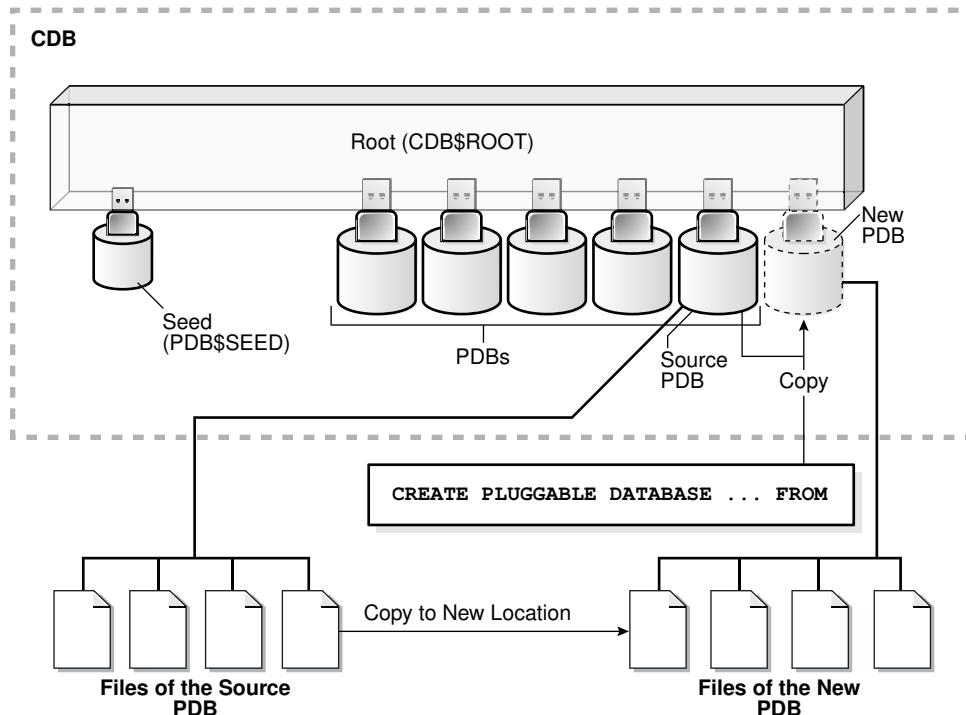 CDB
Root (CDB$ROOT)
New
PDB
Seed
(PDB$SEED)
PDBs
Source
PDB
Copy
CREATE PLUGGABLE DATABASE ... FROM
Copy to New Location
Files of the Source
PDB
Files of the New
PDB